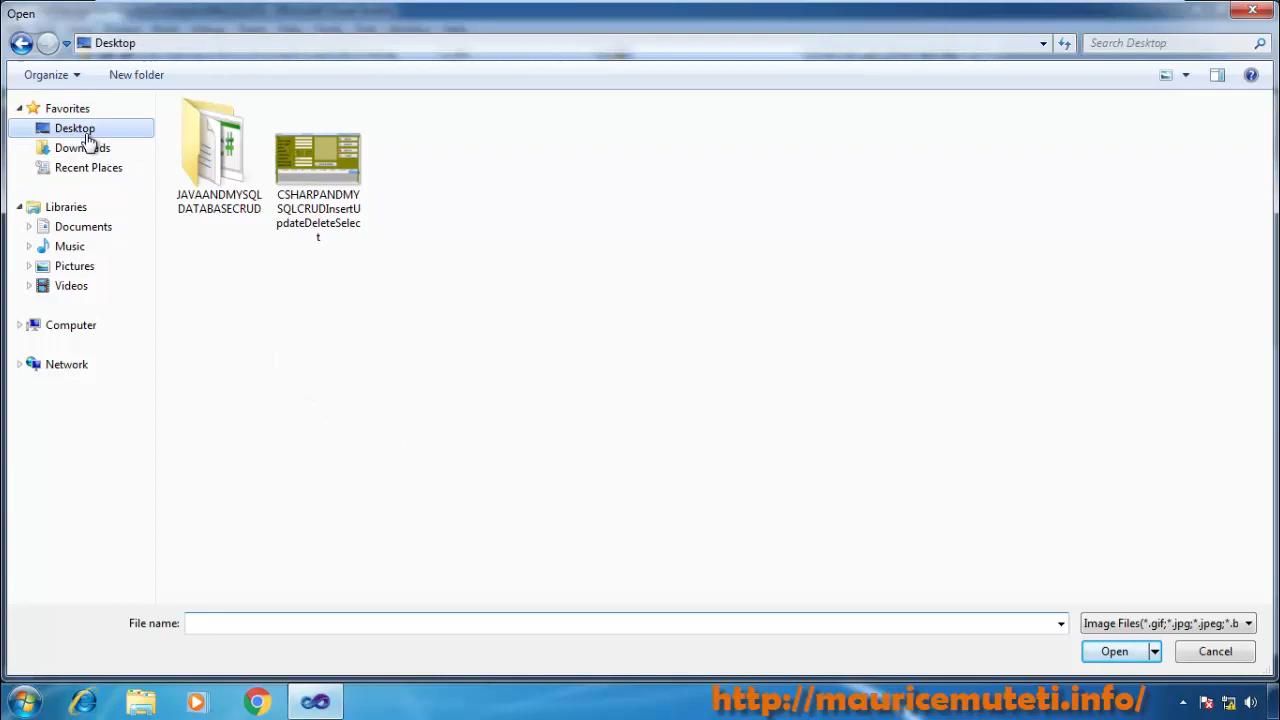 Open
Desktop
Search Desktop
Organize
New folder
Favorites
Desktop
Downloads
Recent Places
Libraries
Documents
Music
Pictures
Videos
Computer
Network
JAVAANDMYSQL
DATABASECRUD
CSHARPANDMY
SQLCRUDInsertU
pdateDeleteSelec
t
File name:
Image Files(*.gif;*.jpg;*.jpeg;*.b
Open
Cancel
http://mauricemuteti.info/